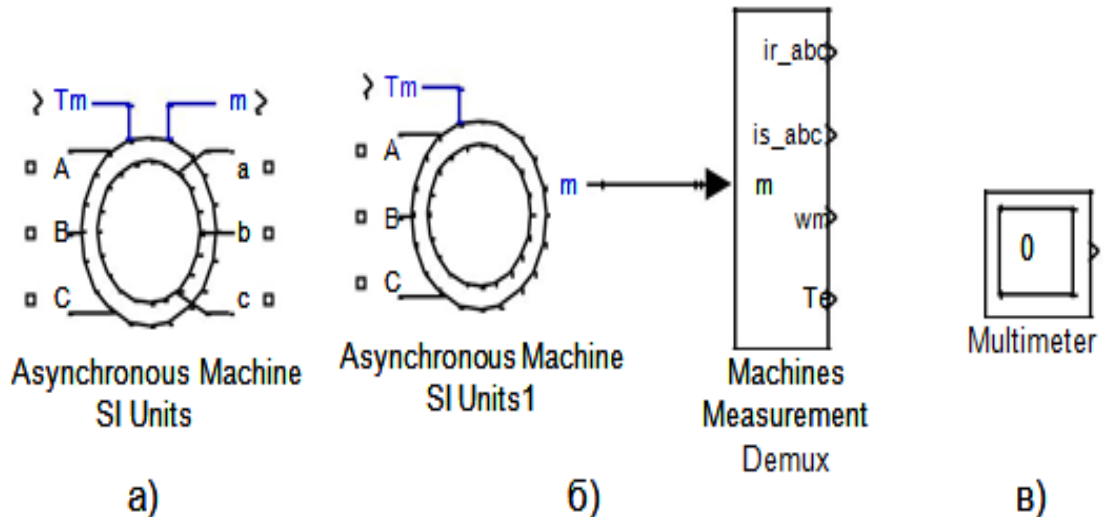 Tm m
A a
B b
C c
Asynchronous Machine
SI Units
а)
Tm
A
B m
C
Asynchronous Machine
SI Units1
б)
ir_abc
is_abc
m
wm
Te
Machines
Measurement
Demux
0
Multimeter
в)